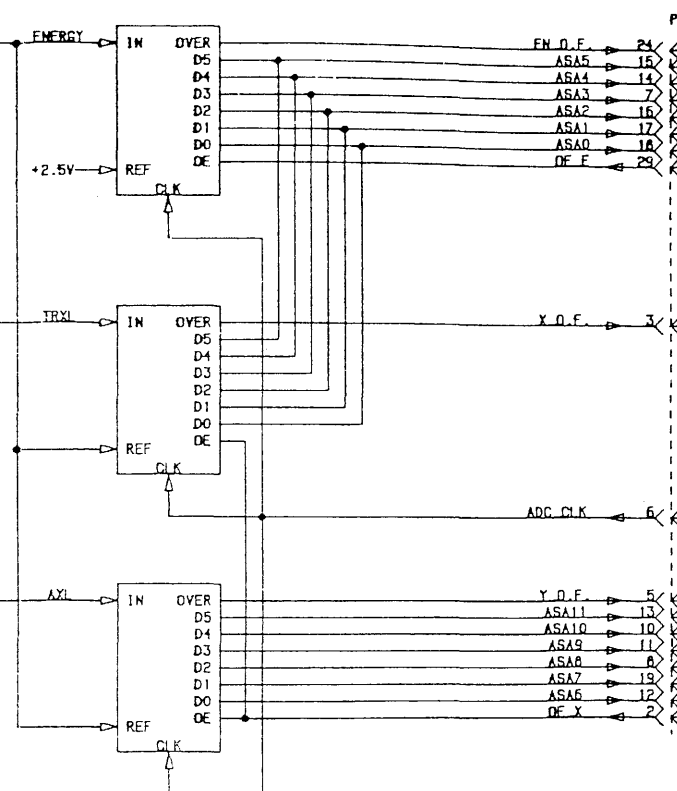 P
ENERGY IN OVER EN O.F. 24
D5 ASA5 15
D4 ASA4 14
D3 ASA3 7
D2 ASA2 16
D1 ASA1 17
D0 ASA0 18
+2.5V REF OE OE E 29
CLK
TRXL IN OVER X O.F. 3
D5
D4
D3
D2
D1
D0
REF OE
CLK
ADC CLK 6
AXL IN OVER Y O.F. 5
D5 ASA11 13
D4 ASA10 10
D3 ASA9 11
D2 ASA8 8
D1 ASA7 19
D0 ASA6 12
REF OE OE X 2
CLK